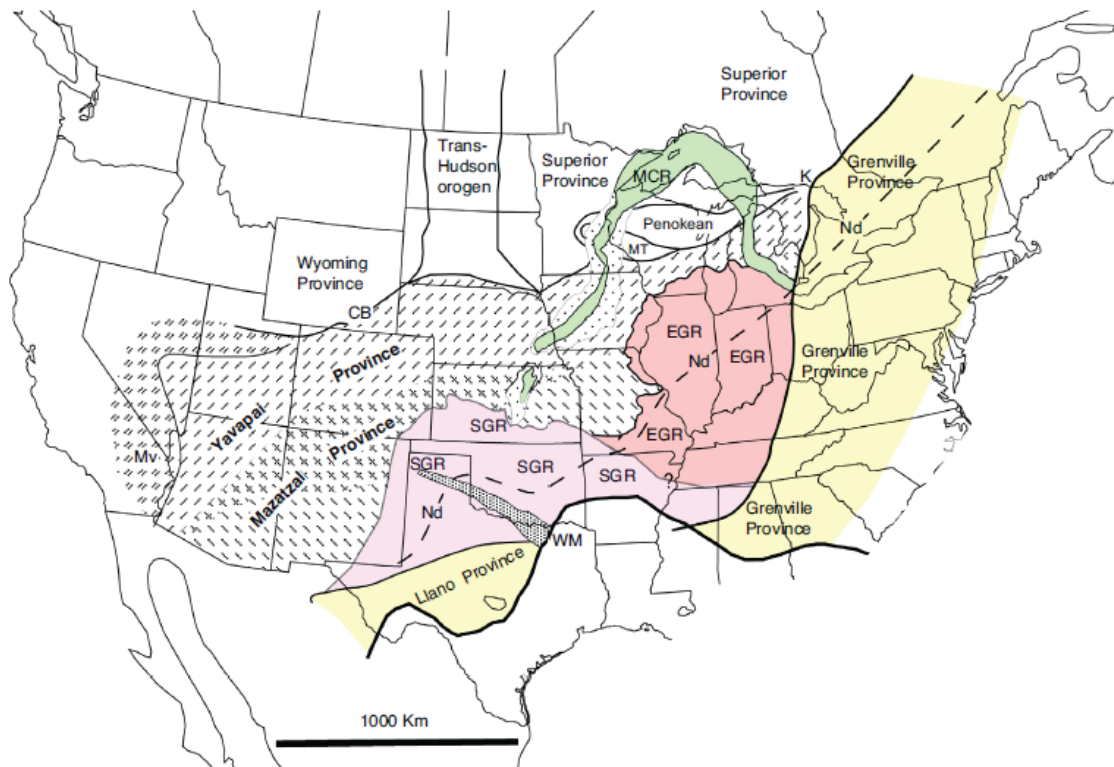 Superior
Province
Trans-
Hudson
orogen
Superior
Province
MCR
K
Grenville
Province
Penokean
Nd
MT
Wyoming
Province
CB
EGR
Nd
EGR
Province
Grenville
Province
Yavapai
Province
SGR
EGR
Mv
SGR
SGR
SGR
?
Mazatzal
Nd
Grenville
Province
WM
Llano Province
1000 Km